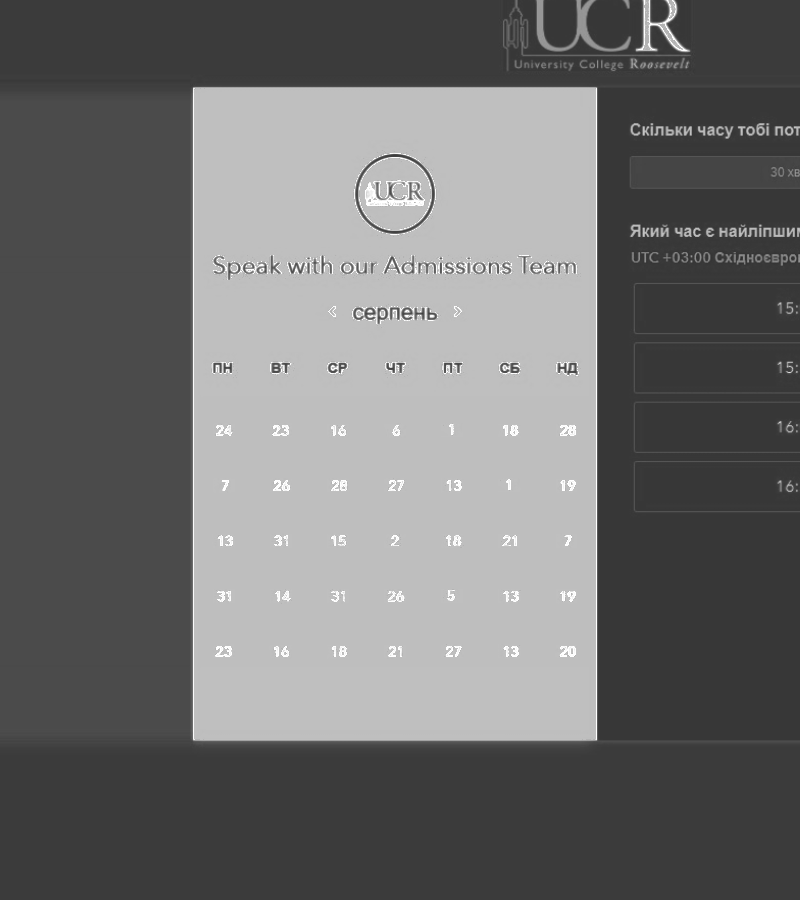 UCR
University College Roosevelt
UCR
Speak with our Admissions Team
серпень
ПН ВТ СР ЧТ ПТ СБ НД
24 23 16 6 1 18 28
7 26 28 27 13 1 19
13 31 15 2 18 21 7
31 14 31 26 5 13 19
23 16 18 21 27 13 20
Скільки часу тобі пот
30 хв
Який час є найліпшим
UTC +03:00 Східноєвроп
15:
15:
16:
16: